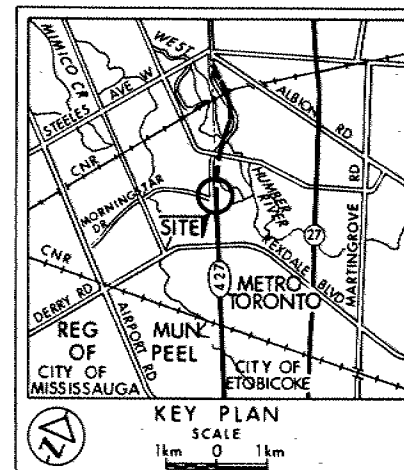 MIMICO CR
WEST
STEELES AVE W
ALBION RD
CNR
RD
HUMBER RIVER
MORNINGSTAR DR
SITE
27
MARTINGROVE
CNR
REXDALE BLVD
427
METRO TORONTO
DERRY RD
AIRPORT RD
REG MUN
OF PEEL
CITY OF MISSISSAUGA
CITY OF ETOBICOKE
N
KEY PLAN
SCALE
1km 0 1km